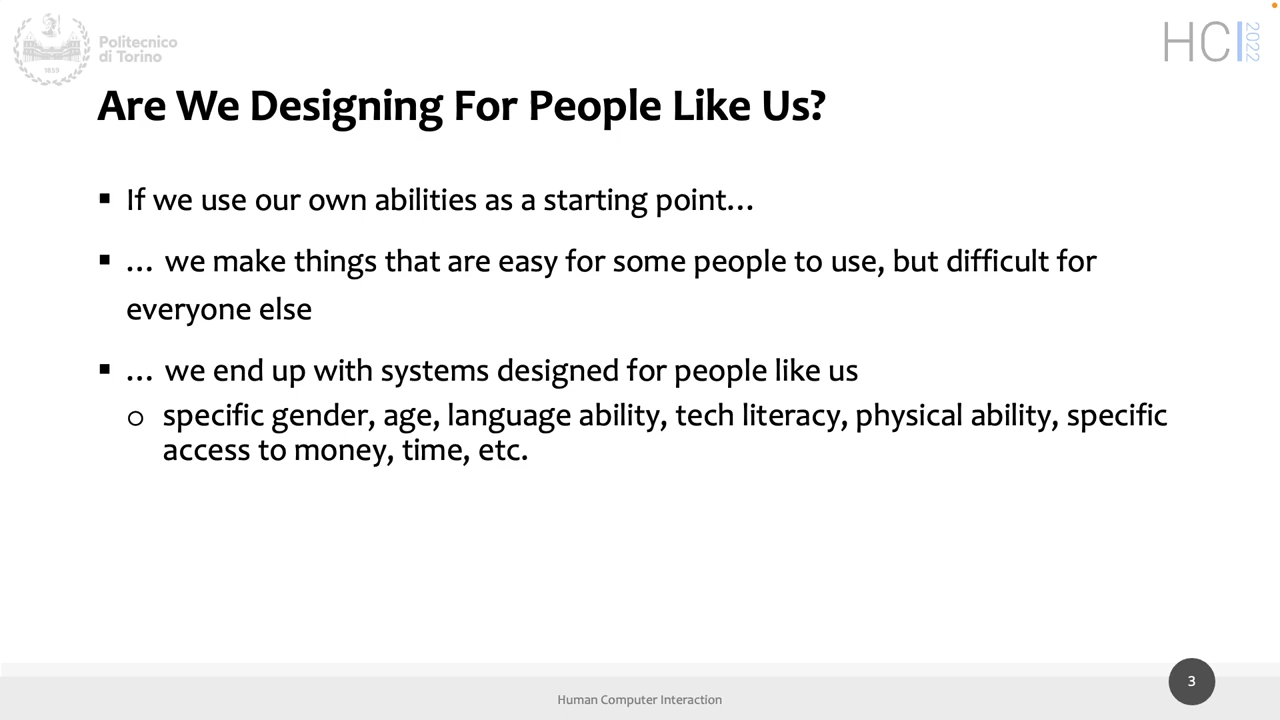 Politecnico
di Torino
1859
HCI
2022
Are We Designing For People Like Us?
▪ If we use our own abilities as a starting point…
▪ … we make things that are easy for some people to use, but difficult for
everyone else
▪ … we end up with systems designed for people like us
o specific gender, age, language ability, tech literacy, physical ability, specific
access to money, time, etc.
Human Computer Interaction
3